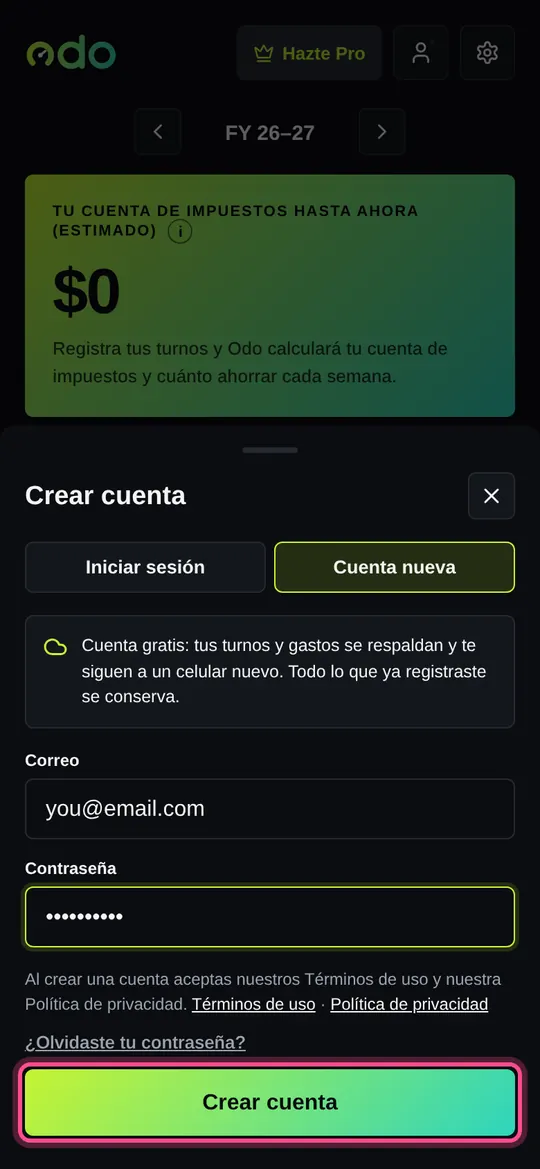 odo
Hazte Pro
FY 26–27
TU CUENTA DE IMPUESTOS HASTA AHORA
(ESTIMADO) i
$0
Registra tus turnos y Odo calculará tu cuenta de
impuestos y cuánto ahorrar cada semana.
Crear cuenta
Iniciar sesión
Cuenta nueva
Cuenta gratis: tus turnos y gastos se respaldan y te
siguen a un celular nuevo. Todo lo que ya registraste
se conserva.
Correo
you@email.com
Contraseña
••••••••••
Al crear una cuenta aceptas nuestros Términos de uso y nuestra
Política de privacidad. Términos de uso · Política de privacidad
¿Olvidaste tu contraseña?
Crear cuenta